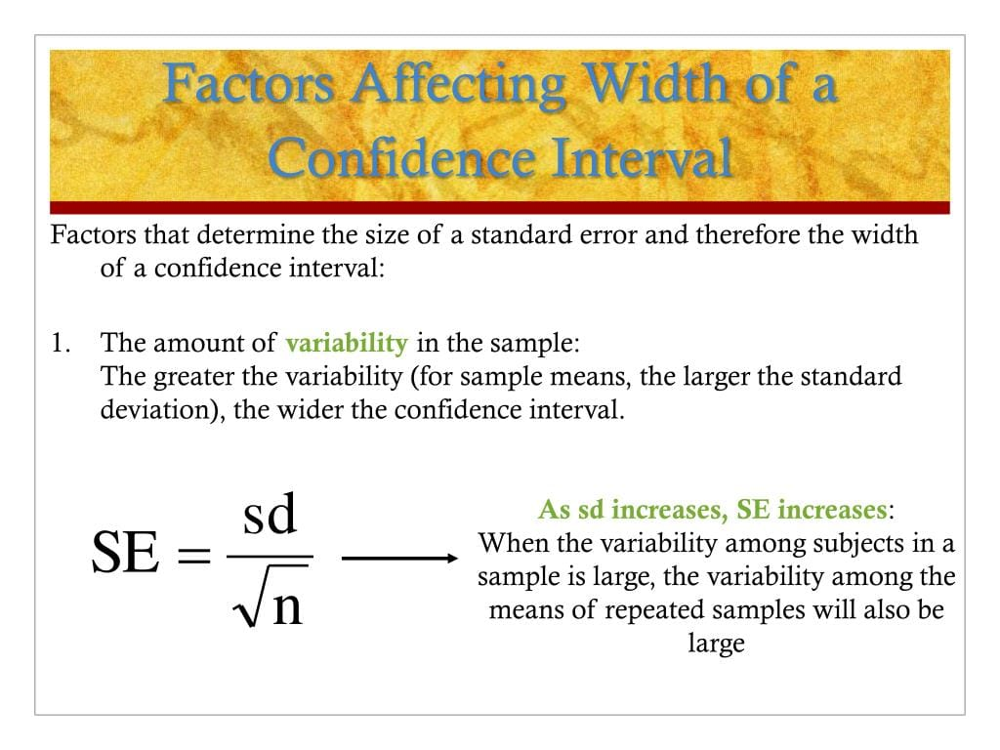 Factors Affecting Width of a
Confidence Interval
Factors that determine the size of a standard error and therefore the width
of a confidence interval:
1. The amount of variability in the sample:
The greater the variability (for sample means, the larger the standard
deviation), the wider the confidence interval.
SE = sd / √n
As sd increases, SE increases:
When the variability among subjects in a
sample is large, the variability among the
means of repeated samples will also be
large